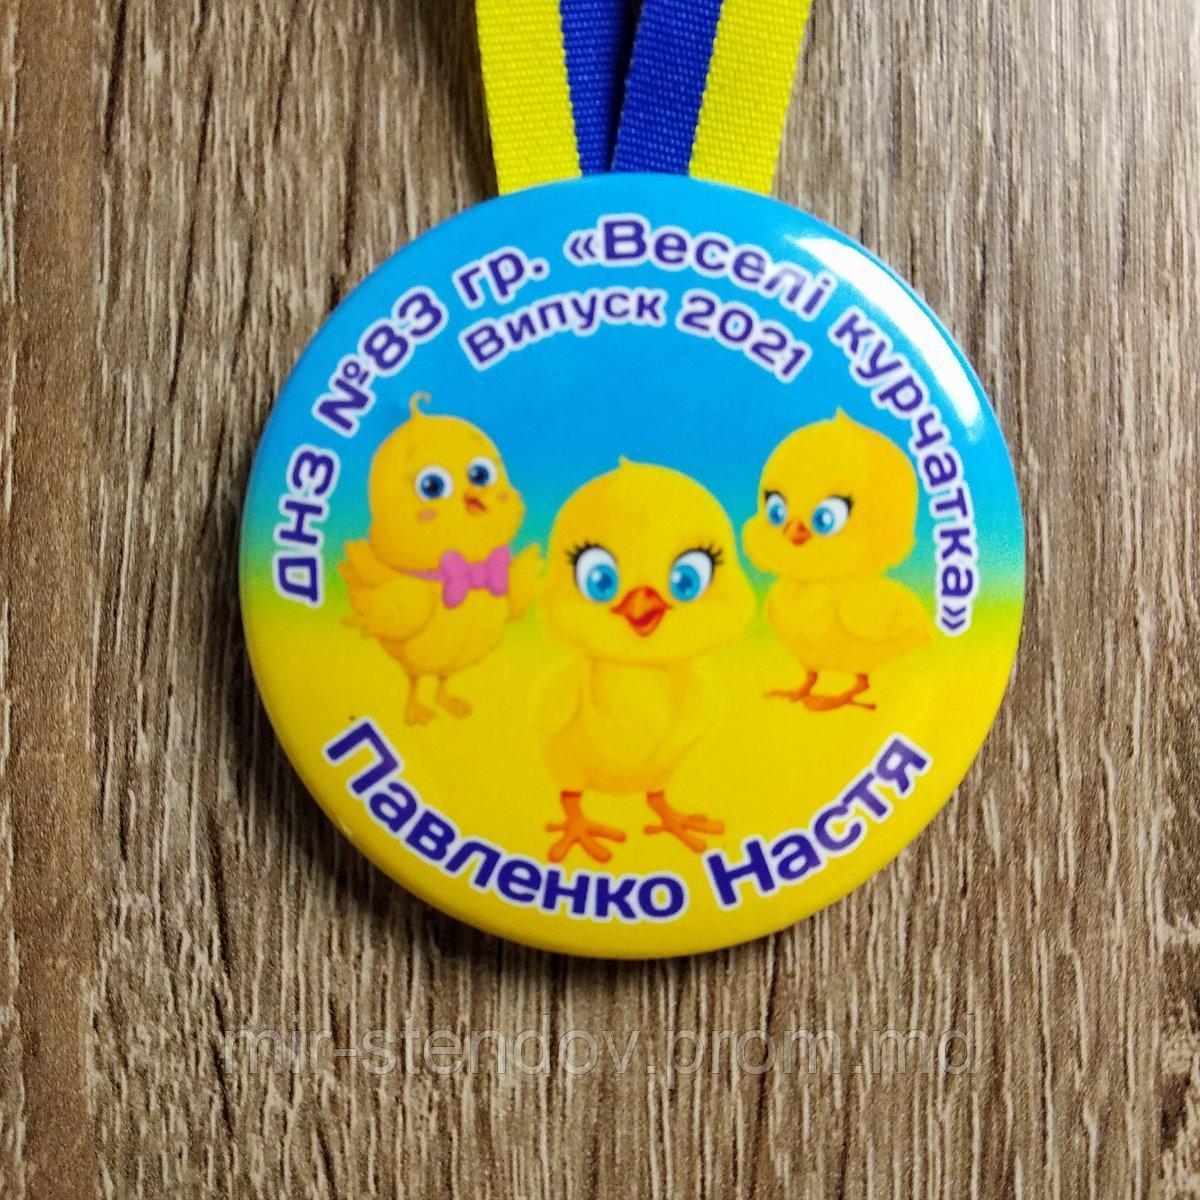 ДНЗ №83 гр. «Веселі курчатка»
Випуск 2021
Павленко Настя
mir-stendov.prom.md